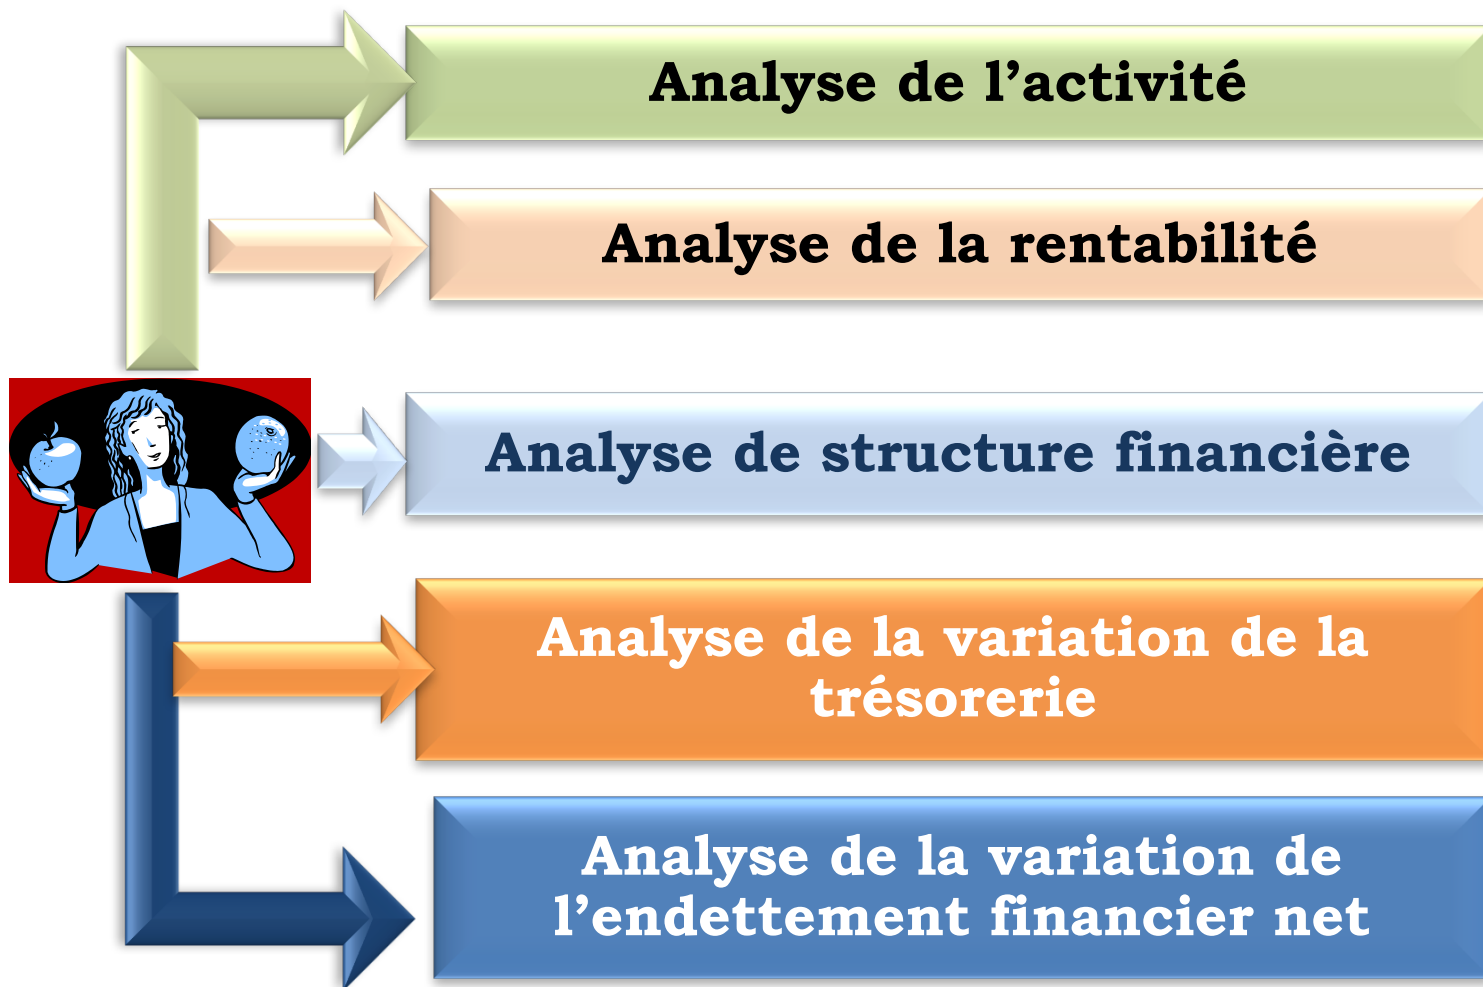 Analyse de l’activité
Analyse de la rentabilité
Analyse de structure financière
Analyse de la variation de la
trésorerie
Analyse de la variation de
l’endettement financier net